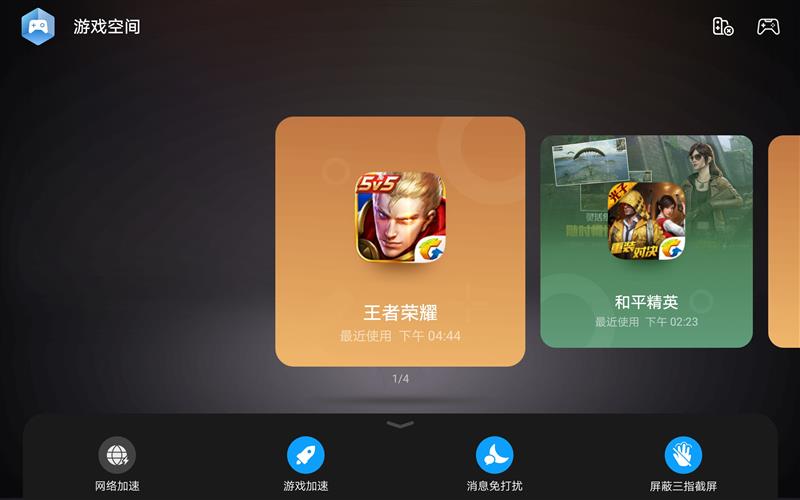 游戏空间
5v5
王者荣耀
最近使用 下午 04:44
光子
重装对决
和平精英
最近使用 下午 02:23
1/4
网络加速
游戏加速
消息免打扰
屏蔽三指截屏